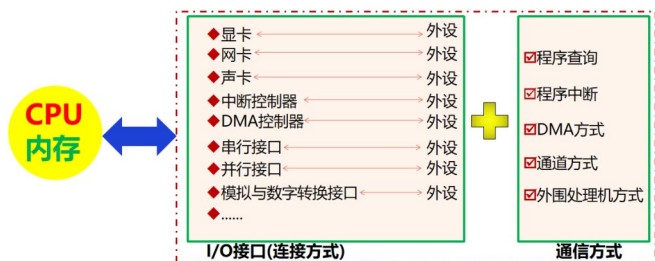 CPU
内存
◆显卡 外设
◆网卡 外设
◆声卡 外设
◆中断控制器 外设
◆DMA控制器 外设
◆串行接口 外设
◆并行接口 外设
◆模拟与数字转换接口 外设
◆......
I/O接口(连接方式)
☑程序查询
☑程序中断
☑DMA方式
☑通道方式
☑外围处理机方式
通信方式